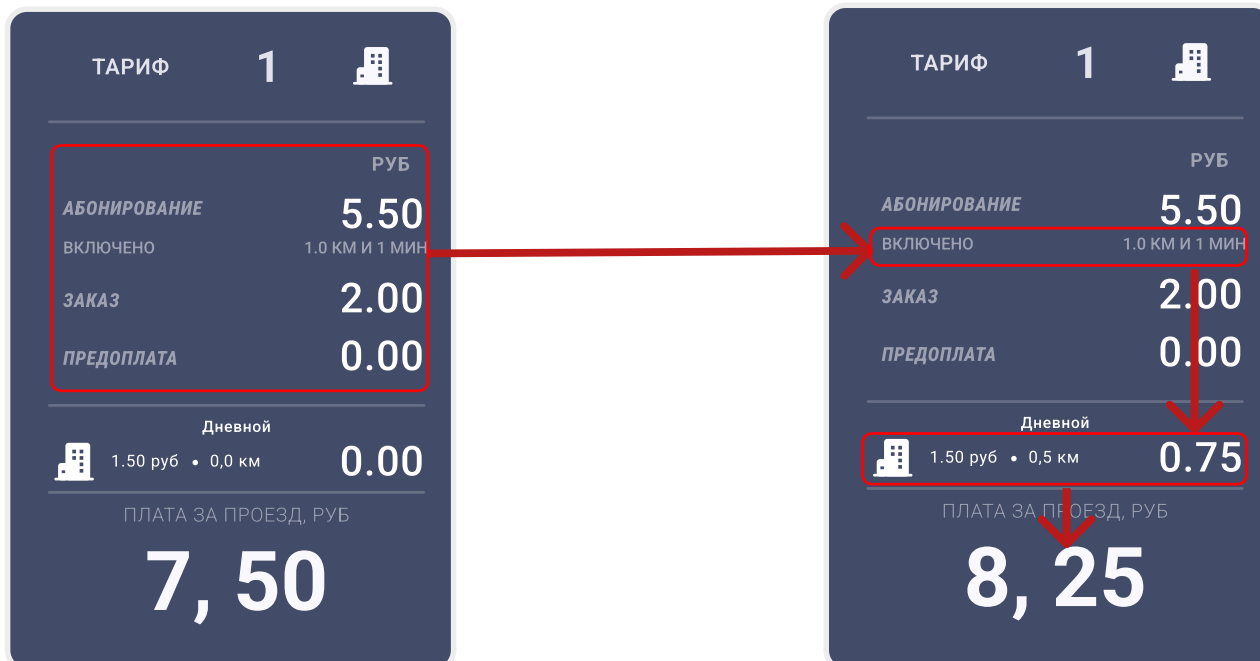 ТАРИФ 1
РУБ
АБОНИРОВАНИЕ 5.50
ВКЛЮЧЕНО 1.0 КМ И 1 МИН
ЗАКАЗ 2.00
ПРЕДОПЛАТА 0.00
Дневной
1.50 руб • 0,0 км 0.00
ПЛАТА ЗА ПРОЕЗД, РУБ
7, 50
ТАРИФ 1
РУБ
АБОНИРОВАНИЕ 5.50
ВКЛЮЧЕНО 1.0 КМ И 1 МИН
ЗАКАЗ 2.00
ПРЕДОПЛАТА 0.00
Дневной
1.50 руб • 0,5 км 0.75
ПЛАТА ЗА ПРОЕЗД, РУБ
8, 25